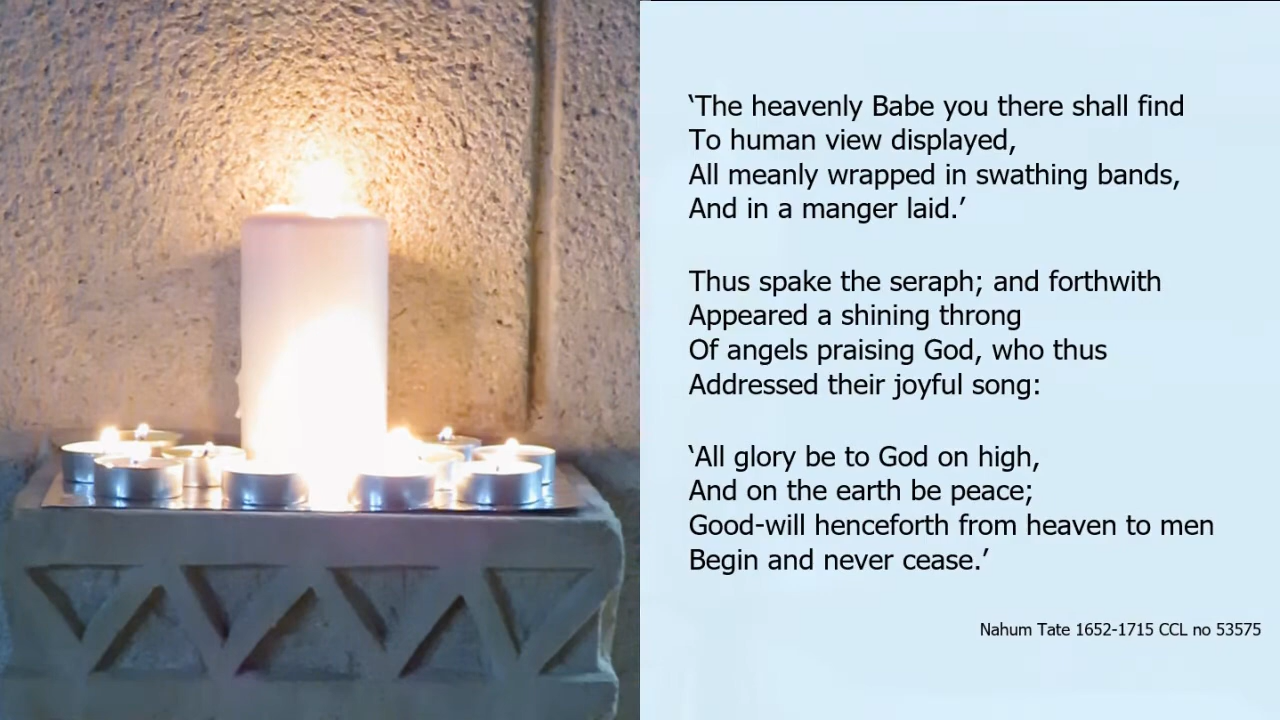 ‘The heavenly Babe you there shall find
To human view displayed,
All meanly wrapped in swathing bands,
And in a manger laid.’
Thus spake the seraph; and forthwith
Appeared a shining throng
Of angels praising God, who thus
Addressed their joyful song:
‘All glory be to God on high,
And on the earth be peace;
Good-will henceforth from heaven to men
Begin and never cease.’
Nahum Tate 1652-1715 CCL no 53575